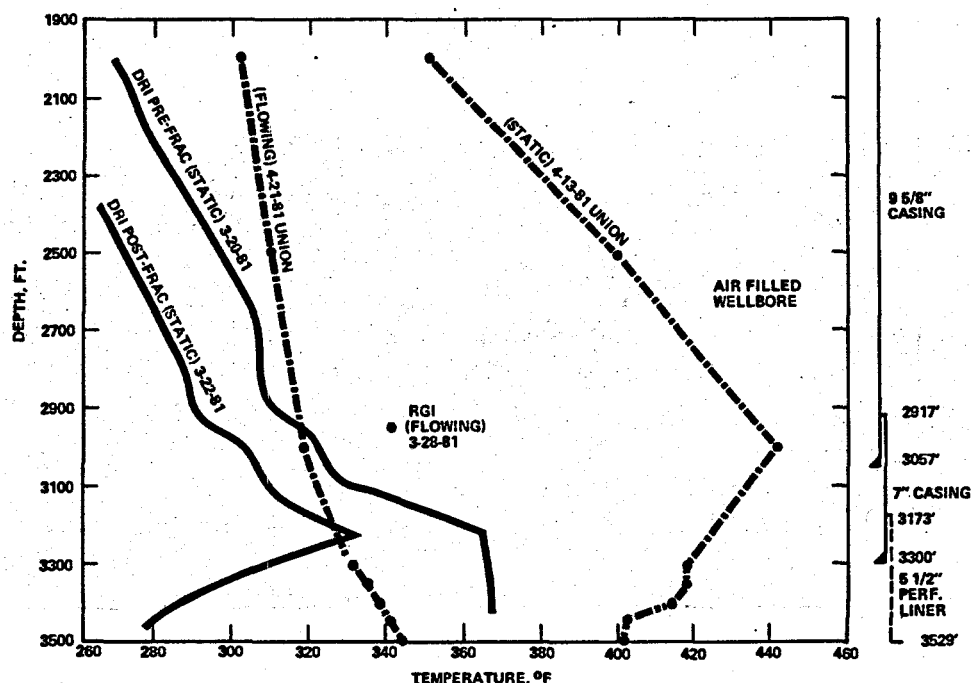 1900
2100
2300
2500
2700
2900
3100
3300
3500
DEPTH, FT.
260
280
300
320
340
360
380
400
420
440
460
TEMPERATURE, °F
DRI PRE-FRAC (STATIC) 3-20-81
DRI POST-FRAC (STATIC) 3-22-81
(FLOWING) 4-21-81 UNION
(STATIC) 4-13-81 UNION
RGI
(FLOWING)
3-28-81
AIR FILLED
WELLBORE
9 5/8"
CASING
2917'
3057'
7" CASING
3173'
3300'
5 1/2"
PERF.
LINER
3529'